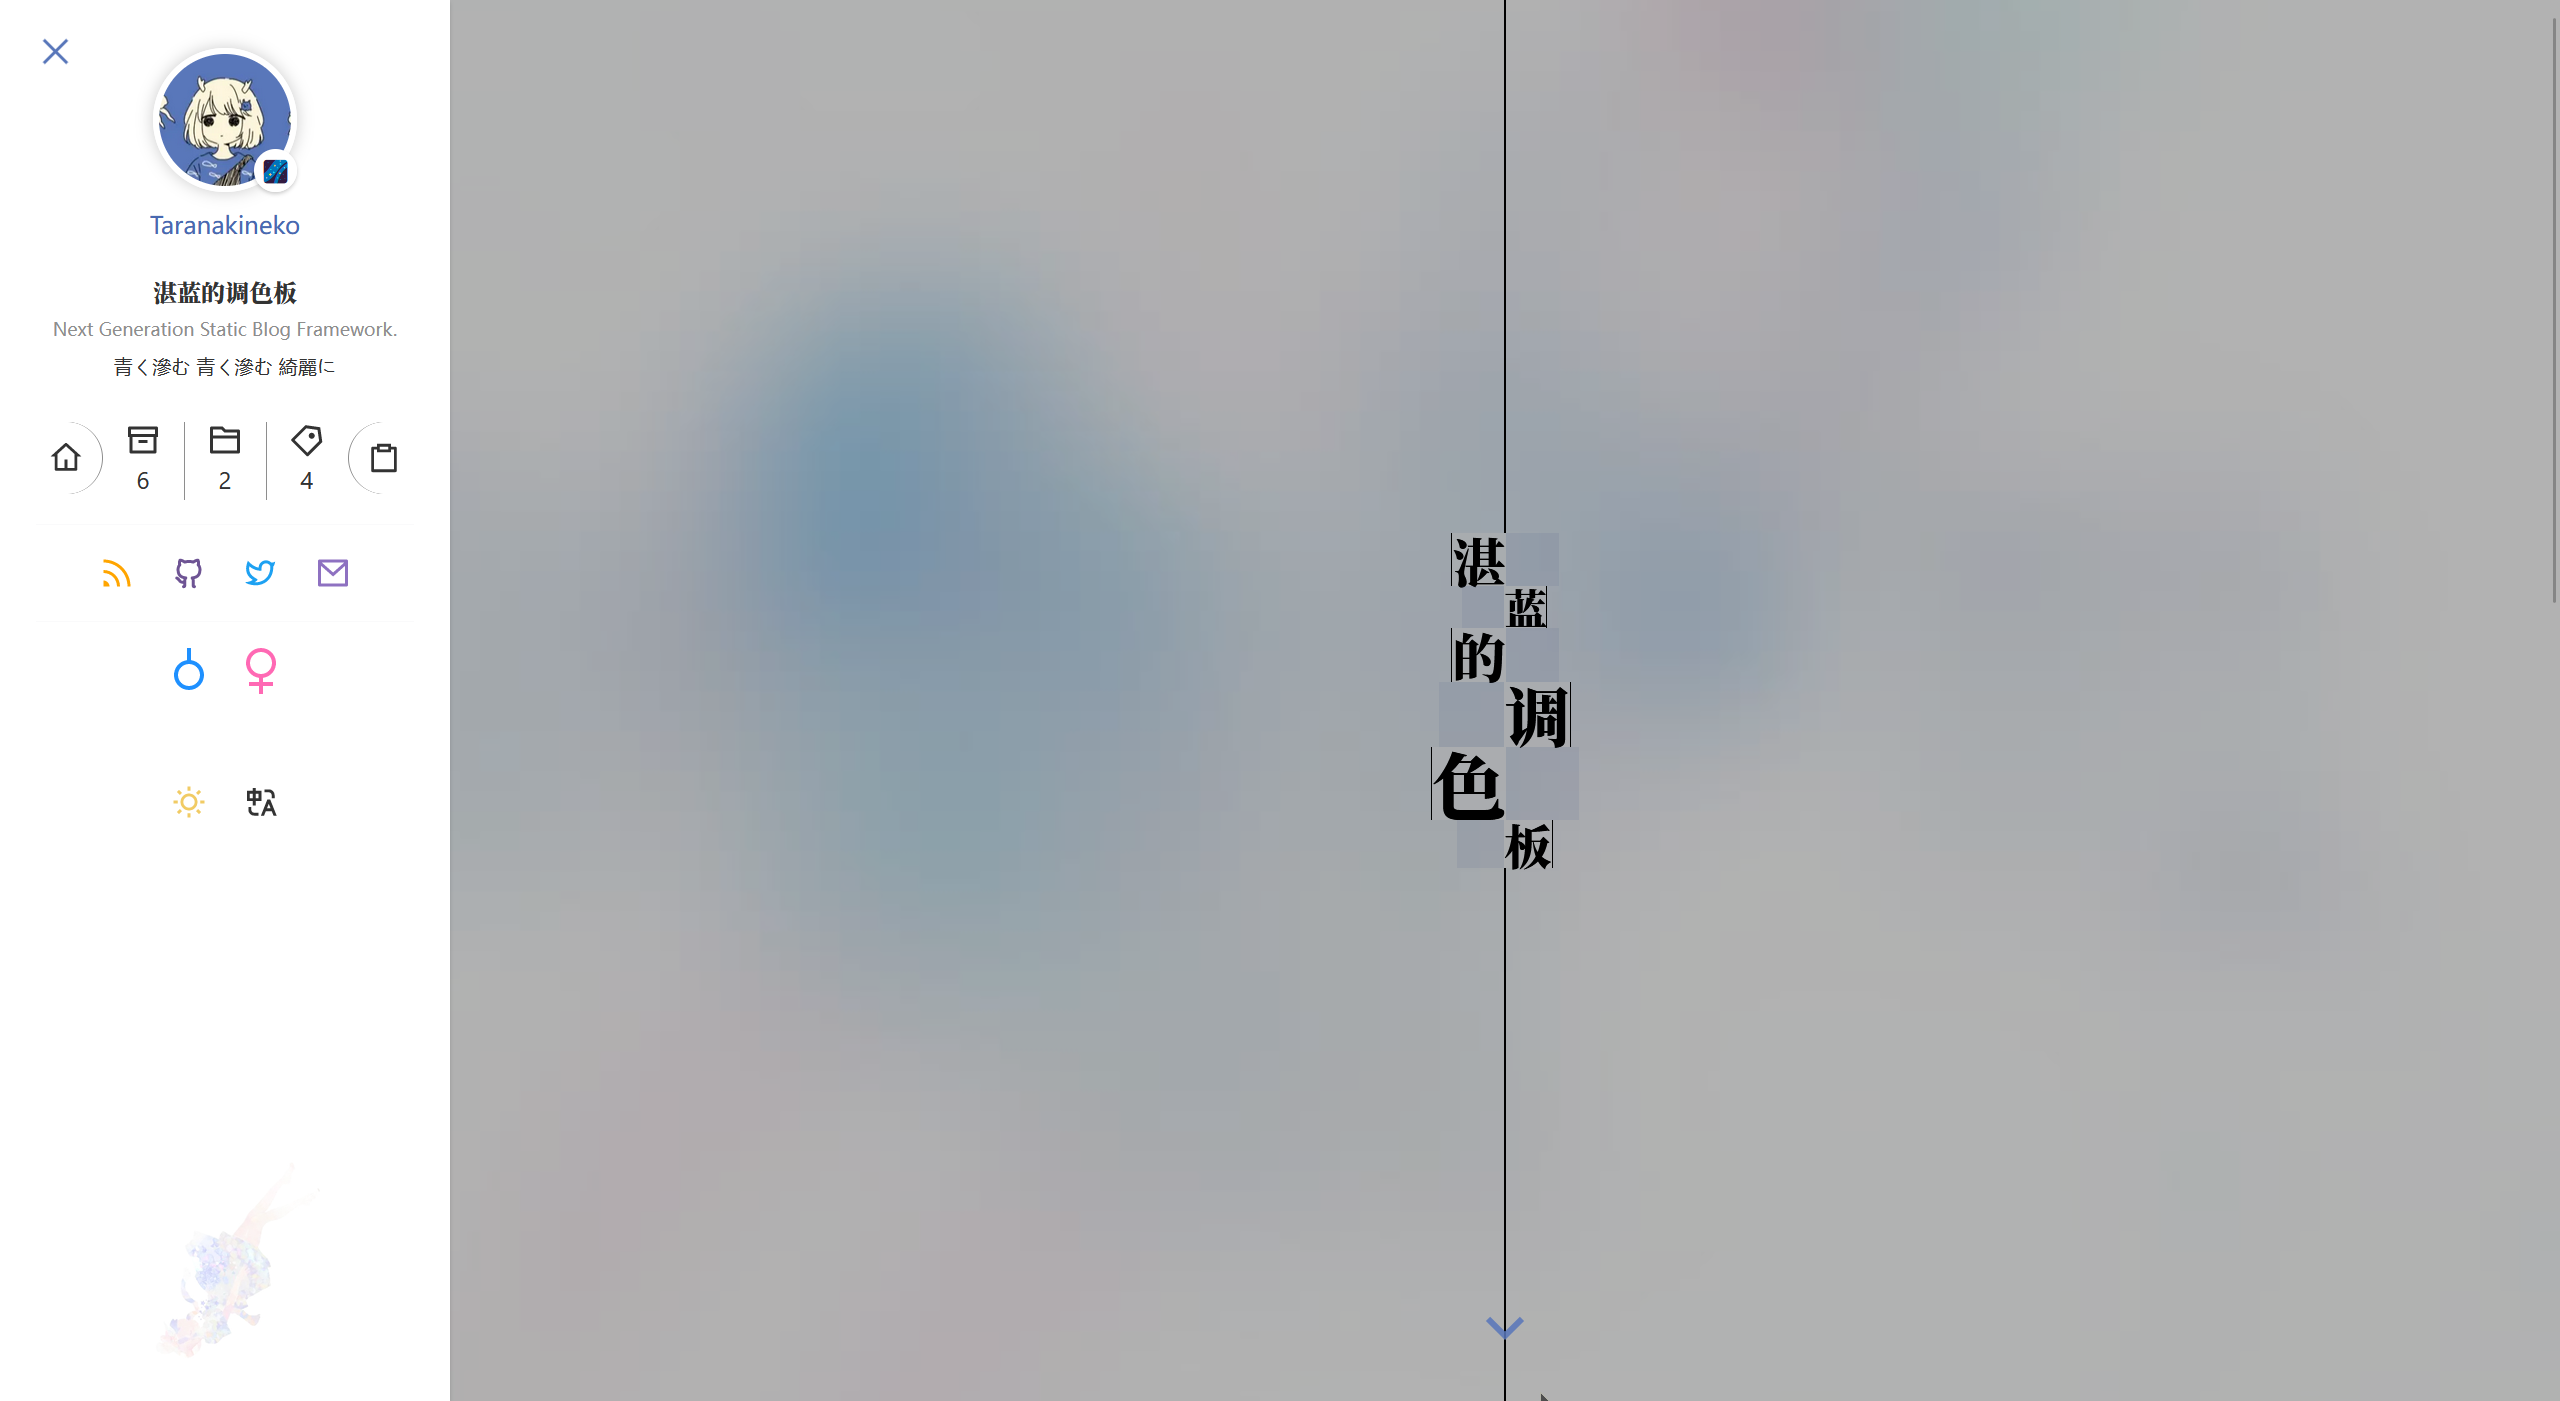 Taranakineko
湛蓝的调色板
Next Generation Static Blog Framework.
青く滲む 青く滲む 綺麗に
6 2 4
湛
蓝
的
调
色
板